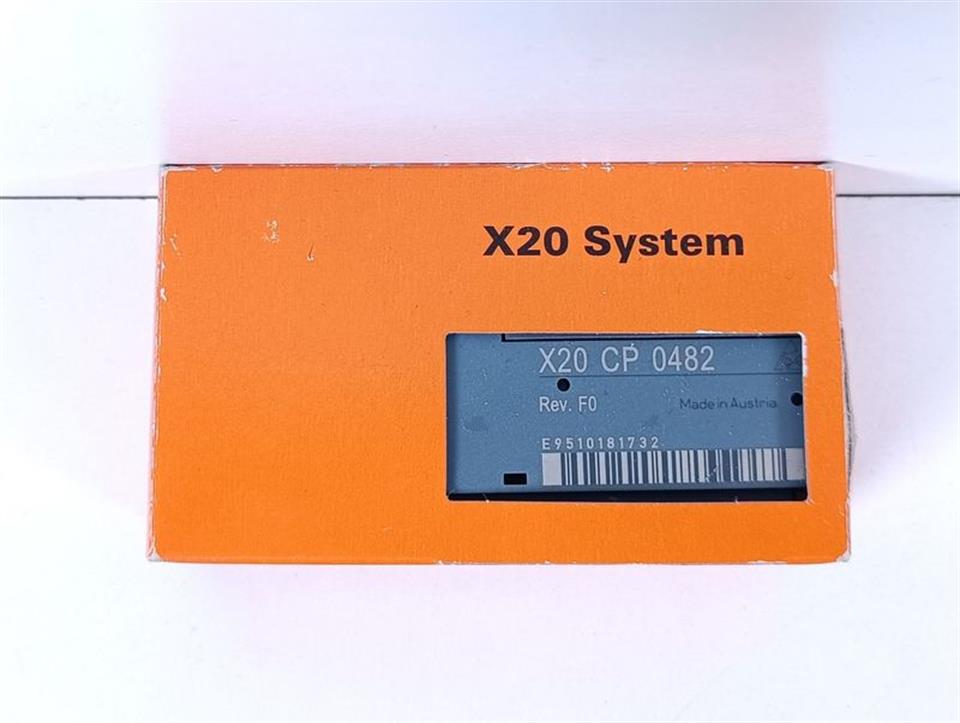 X20 System
X20 CP 0482
Rev. F0
Made in Austria
E9510181732